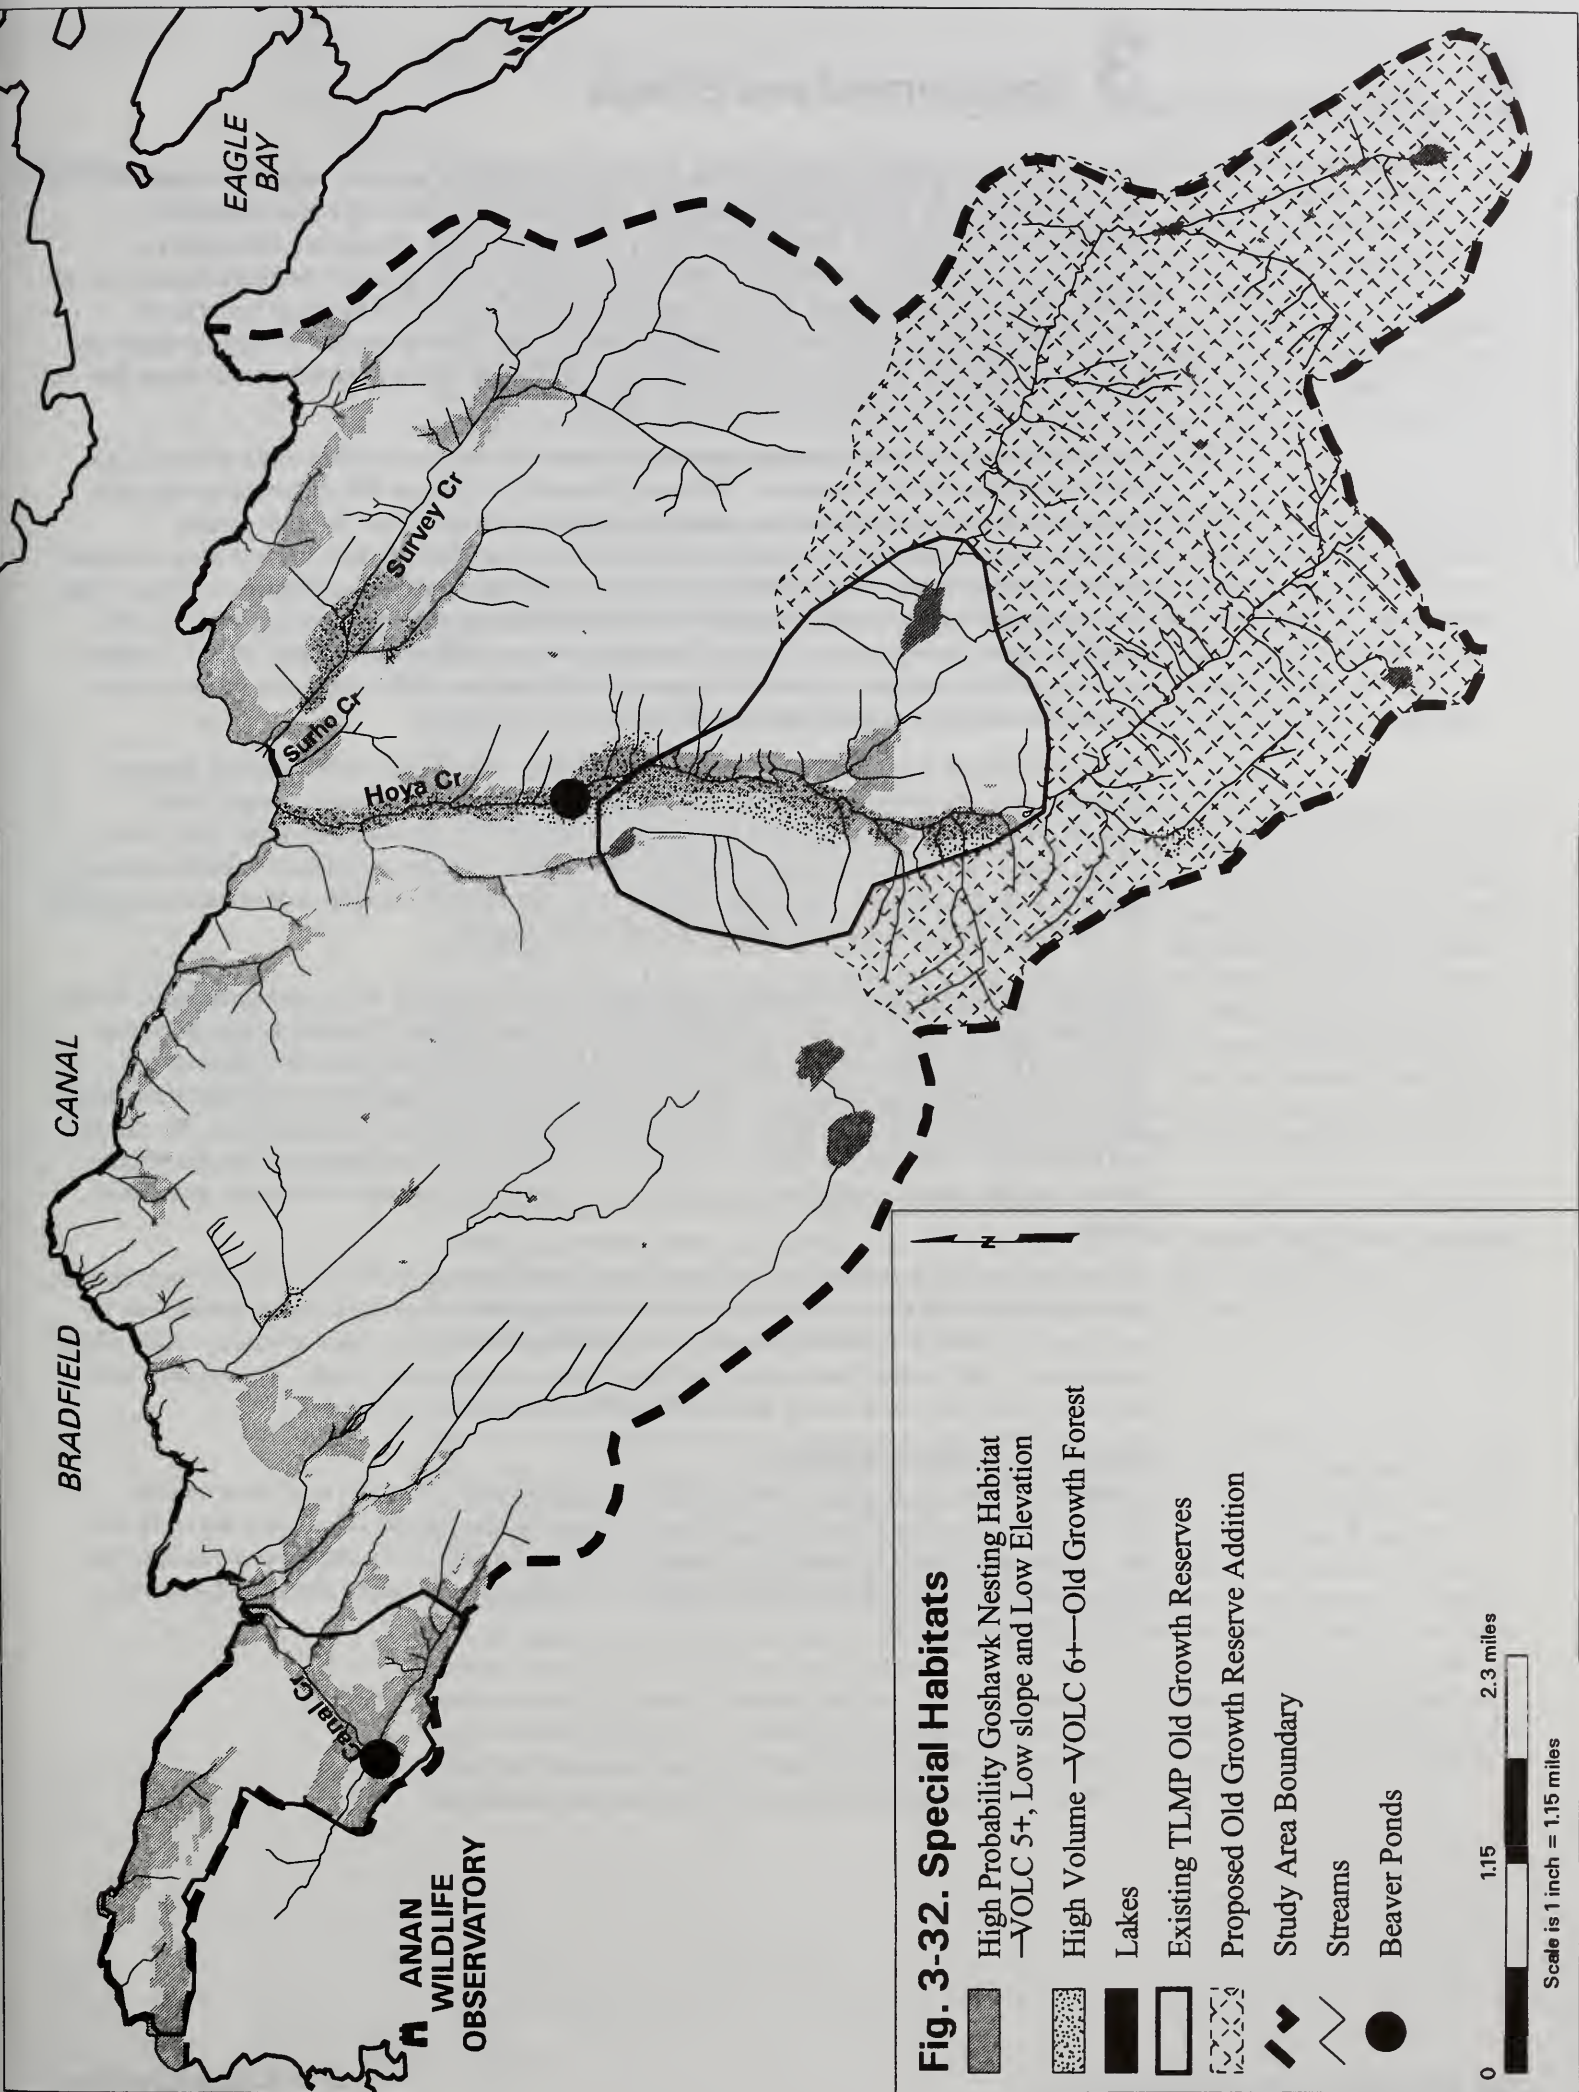 BRADFIELD
CANAL
EAGLE
BAY
Survey Cr
Surho Cr
Hoya Cr
Canal Cr
ANAN
WILDLIFE
OBSERVATORY
Fig. 3-32. Special Habitats
High Probability Goshawk Nesting Habitat
—VOLC 5+, Low slope and Low Elevation
High Volume —VOLC 6+—Old Growth Forest
Lakes
Existing TLMP Old Growth Reserves
Proposed Old Growth Reserve Addition
Study Area Boundary
Streams
Beaver Ponds
N
0 1.15 2.3 miles
Scale is 1 inch = 1.15 miles